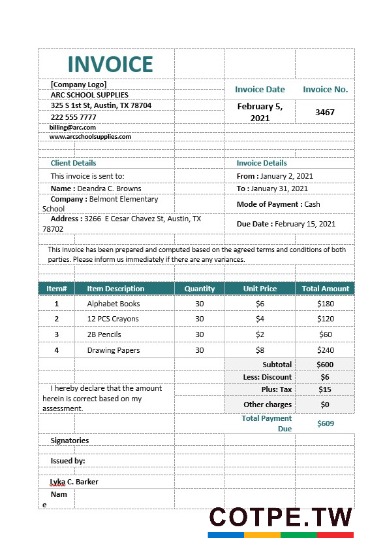 INVOICE
[Company Logo]
ARC SCHOOL SUPPLIES
325 S 1st St, Austin, TX 78704
222 555 7777
billing@arc.com
www.arcschoolsupplies.com
Invoice Date Invoice No.
February 5,
2021
3467
Client Details Invoice Details
This invoice is sent to: From : January 2, 2021
Name : Deandra C. Browns To : January 31, 2021
Company : Belmont Elementary
School
Mode of Payment : Cash
Address : 3266 E Cesar Chavez St, Austin, TX
78702
Due Date : February 15, 2021
This invoice has been prepared and computed based on the agreed terms and conditions of both
parties. Please inform us immediately if there are any variances.
Item# Item Description Quantity Unit Price Total Amount
1 Alphabet Books 30 $6 $180
2 12 PCS Crayons 30 $4 $120
3 2B Pencils 30 $2 $60
4 Drawing Papers 30 $8 $240
Subtotal $600
Less: Discount $6
Plus: Tax $15
Other charges $0
I hereby declare that the amount
herein is correct based on my
assessment.
Total Payment
Due
$609
Signatories
Issued by:
Lyka C. Barker
Nam
e
COTPE.TW